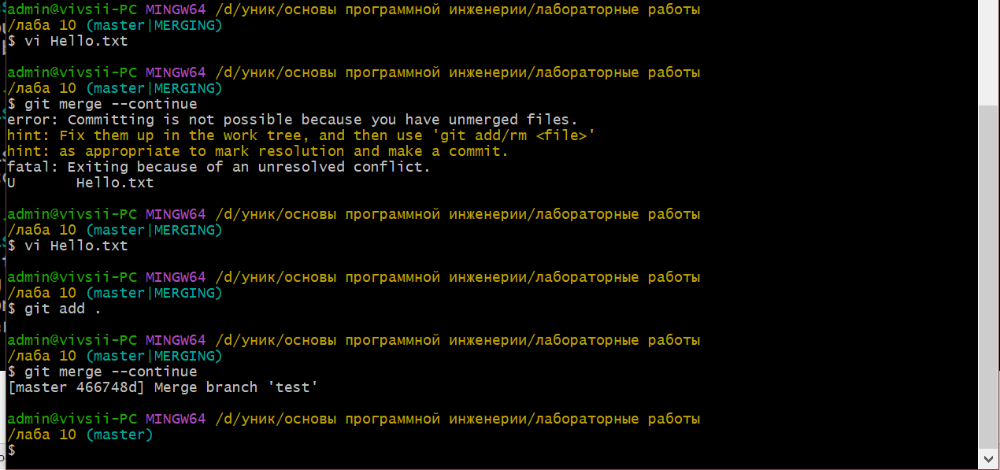 admin@vivsii-PC MINGW64 /d/уник/основы программной инженерии/лабораторные работы
/лаба 10 (master|MERGING)
$ vi Hello.txt
admin@vivsii-PC MINGW64 /d/уник/основы программной инженерии/лабораторные работы
/лаба 10 (master|MERGING)
$ git merge --continue
error: Committing is not possible because you have unmerged files.
hint: Fix them up in the work tree, and then use 'git add/rm <file>'
hint: as appropriate to mark resolution and make a commit.
fatal: Exiting because of an unresolved conflict.
U       Hello.txt
admin@vivsii-PC MINGW64 /d/уник/основы программной инженерии/лабораторные работы
/лаба 10 (master|MERGING)
$ vi Hello.txt
admin@vivsii-PC MINGW64 /d/уник/основы программной инженерии/лабораторные работы
/лаба 10 (master|MERGING)
$ git add .
admin@vivsii-PC MINGW64 /d/уник/основы программной инженерии/лабораторные работы
/лаба 10 (master|MERGING)
$ git merge --continue
[master 466748d] Merge branch 'test'
admin@vivsii-PC MINGW64 /d/уник/основы программной инженерии/лабораторные работы
/лаба 10 (master)
$